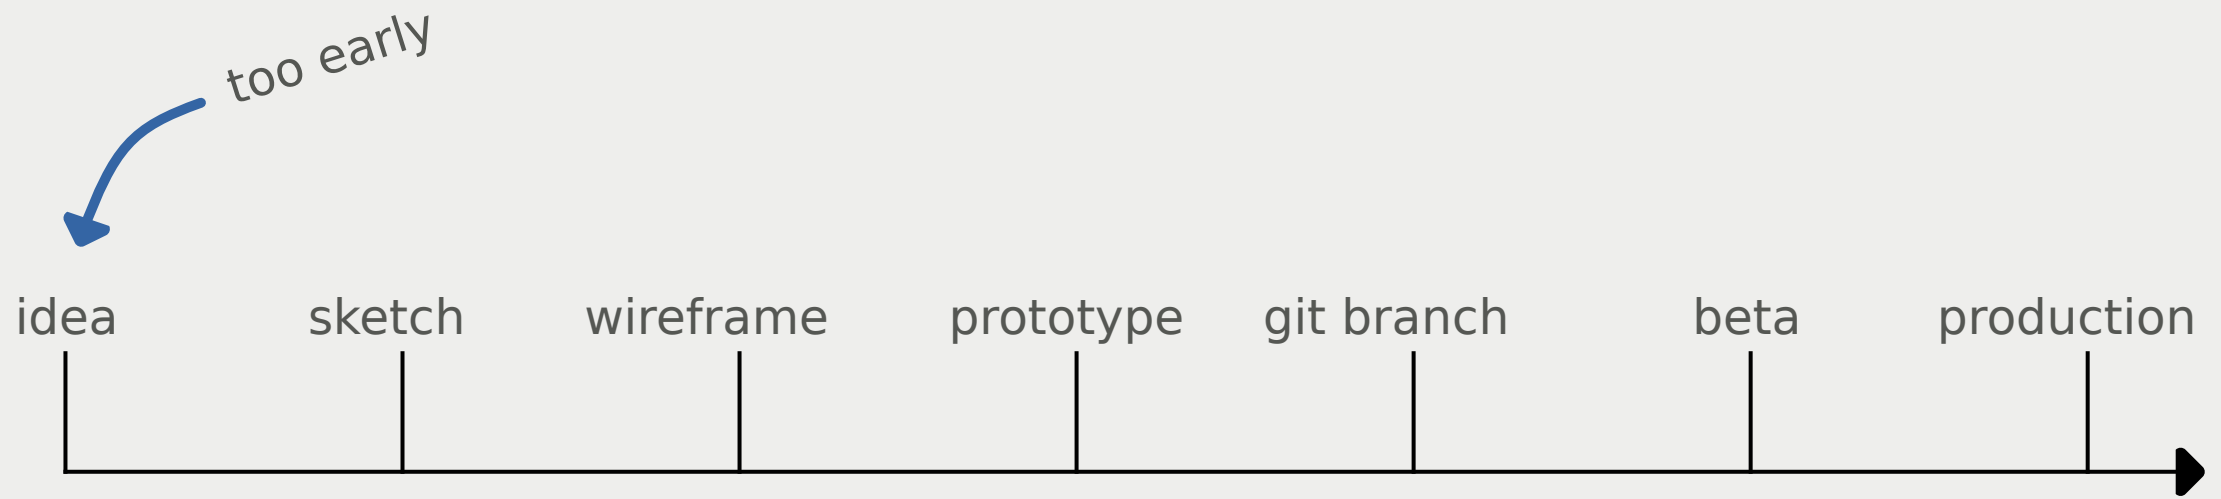 too early
idea
sketch
wireframe
prototype
git branch
beta
production